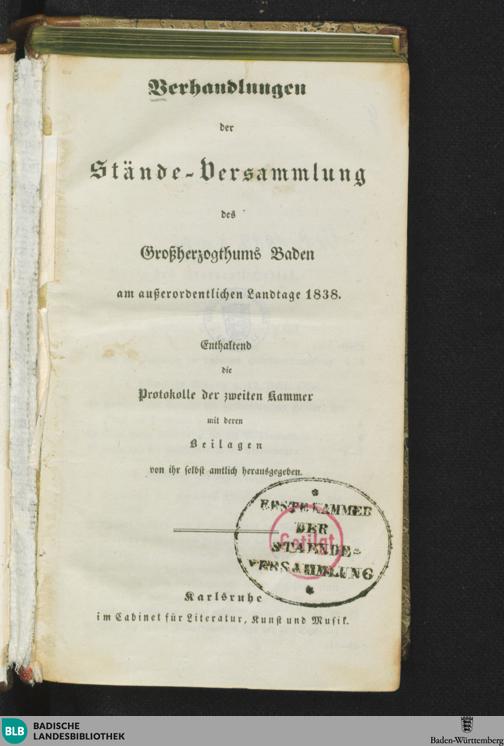 Verhandlungen
der
Stände-Versammlung
des
Großherzogthums Baden
am außerordentlichen Landtage 1838.
Enthaltend
die
Protokolle der zweiten Kammer
mit deren
Beilagen
von ihr selbst amtlich herausgegeben.
ERSTE KAMMER
DER
Getilgt
STAENDE=
VERSAMMLUNG
Karlsruhe
im Cabinet für Literatur, Kunst und Musik.
BLB
BADISCHE
LANDESBIBLIOTHEK
Baden-Württemberg